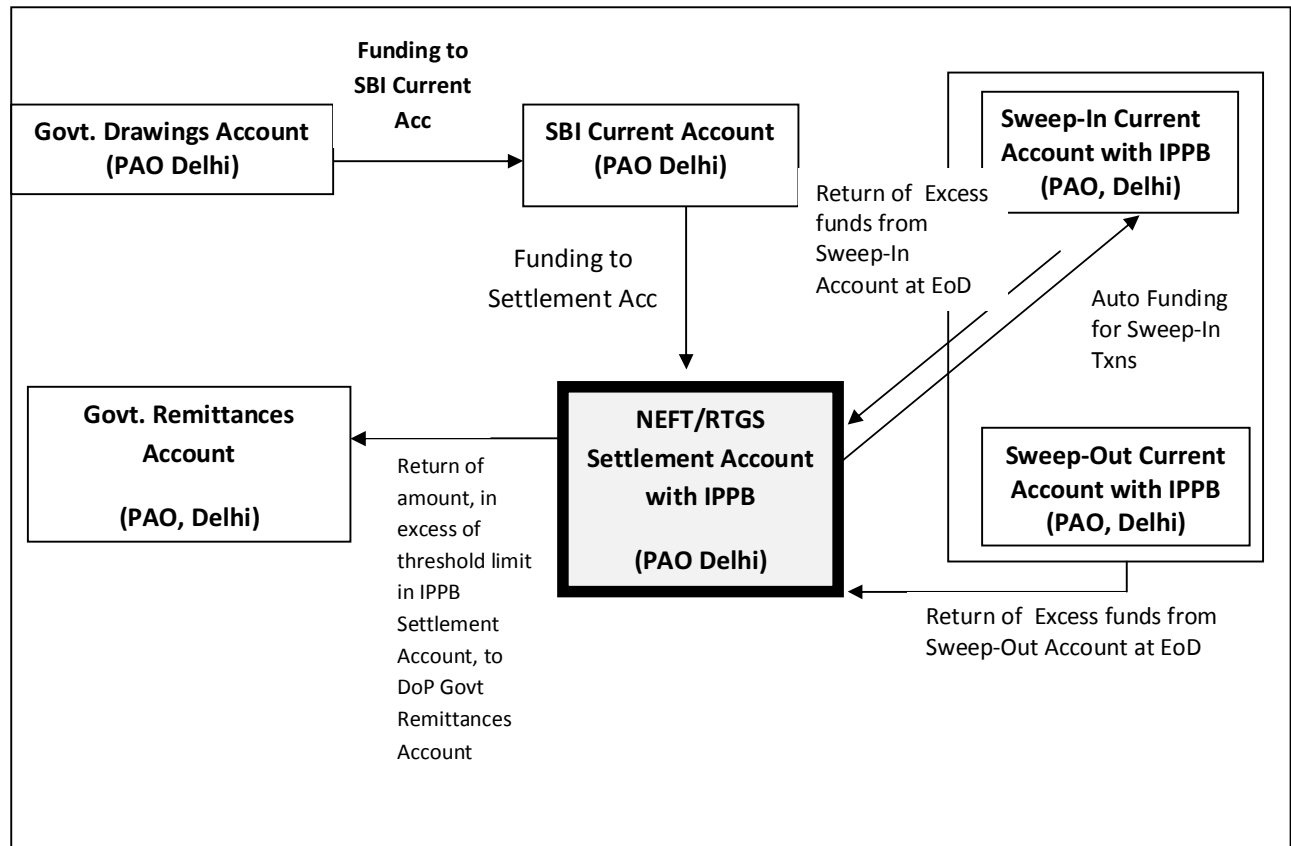 Funding to
SBI Current
Acc
Govt. Drawings Account
(PAO Delhi)
SBI Current Account
(PAO Delhi)
Sweep-In Current
Account with IPPB
(PAO, Delhi)
Return of Excess
funds from
Sweep-In
Account at EoD
Funding to
Settlement Acc
Auto Funding
for Sweep-In
Txns
Govt. Remittances
Account
(PAO, Delhi)
Return of
amount, in
excess of
threshold limit
in IPPB
Settlement
Account, to
DoP Govt
Remittances
Account
NEFT/RTGS
Settlement Account
with IPPB
(PAO Delhi)
Sweep-Out Current
Account with IPPB
(PAO, Delhi)
Return of Excess funds from
Sweep-Out Account at EoD